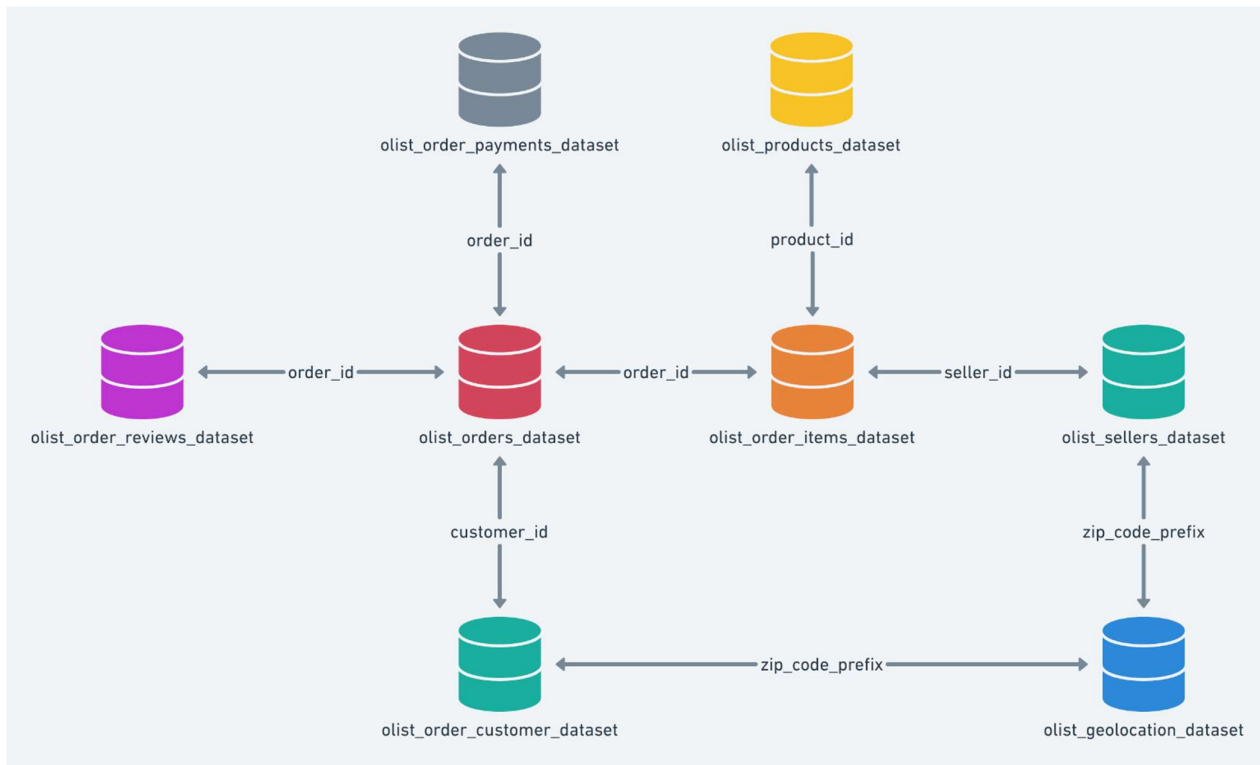 olist_order_payments_dataset
olist_products_dataset
order_id
product_id
order_id
order_id
seller_id
olist_order_reviews_dataset
olist_orders_dataset
olist_order_items_dataset
olist_sellers_dataset
customer_id
zip_code_prefix
zip_code_prefix
olist_order_customer_dataset
olist_geolocation_dataset